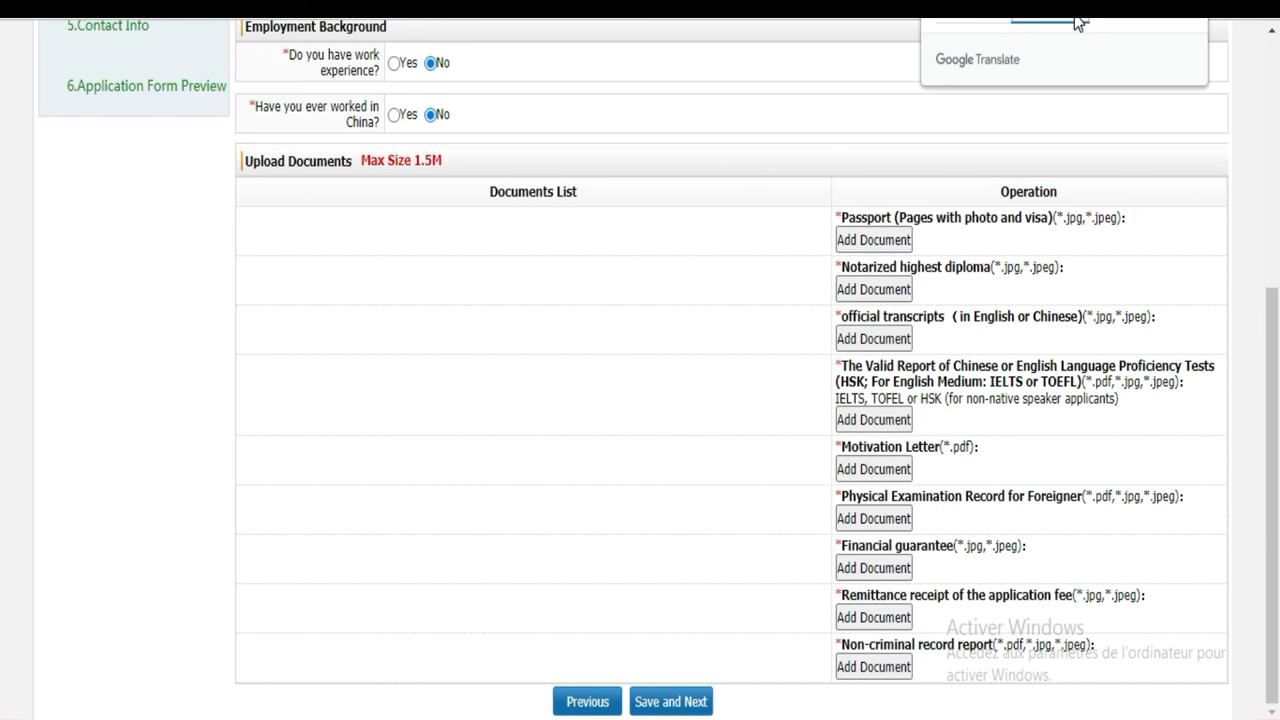 5.Contact Info
6.Application Form Preview
Employment Background
*Do you have work
experience?
Yes No
*Have you ever worked in
China?
Yes No
Google Translate
Upload Documents Max Size 1.5M
Documents List Operation
*Passport (Pages with photo and visa)(*.jpg,*.jpeg):
Add Document
*Notarized highest diploma(*.jpg,*.jpeg):
Add Document
*official transcripts （in English or Chinese)(*.jpg,*.jpeg):
Add Document
*The Valid Report of Chinese or English Language Proficiency Tests
(HSK; For English Medium: IELTS or TOEFL)(*.pdf,*.jpg,*.jpeg):
IELTS, TOFEL or HSK (for non-native speaker applicants)
Add Document
*Motivation Letter(*.pdf):
Add Document
*Physical Examination Record for Foreigner(*.pdf,*.jpg,*.jpeg):
Add Document
*Financial guarantee(*.jpg,*.jpeg):
Add Document
*Remittance receipt of the application fee(*.jpg,*.jpeg):
Add Document
*Non-criminal record report(*.pdf,*.jpg,*.jpeg):
Add Document
Activer Windows
Accédez aux paramètres de l'ordinateur pour
activer Windows.
Previous Save and Next